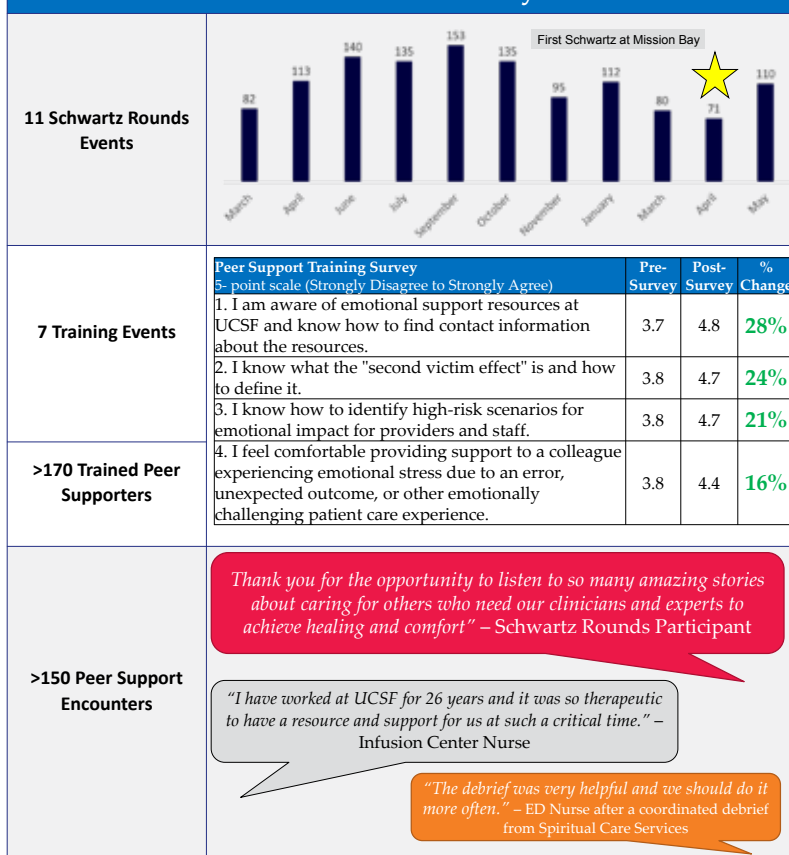 11 Schwartz Rounds
Events
First Schwartz at Mission Bay
82
113
140
135
153
135
95
112
80
71
110
March
April
June
July
September
October
November
January
March
April
May
7 Training Events
>170 Trained Peer
Supporters
Peer Support Training Survey
5- point scale (Strongly Disagree to Strongly Agree)
Pre-
Survey
Post-
Survey
%
Change
1. I am aware of emotional support resources at
UCSF and know how to find contact information
about the resources.
3.7
4.8
28%
2. I know what the "second victim effect" is and how
to define it.
3.8
4.7
24%
3. I know how to identify high-risk scenarios for
emotional impact for providers and staff.
3.8
4.7
21%
4. I feel comfortable providing support to a colleague
experiencing emotional stress due to an error,
unexpected outcome, or other emotionally
challenging patient care experience.
3.8
4.4
16%
>150 Peer Support
Encounters
Thank you for the opportunity to listen to so many amazing stories
about caring for others who need our clinicians and experts to
achieve healing and comfort” – Schwartz Rounds Participant
“I have worked at UCSF for 26 years and it was so therapeutic
to have a resource and support for us at such a critical time.” –
Infusion Center Nurse
“The debrief was very helpful and we should do it
more often.” – ED Nurse after a coordinated debrief
from Spiritual Care Services